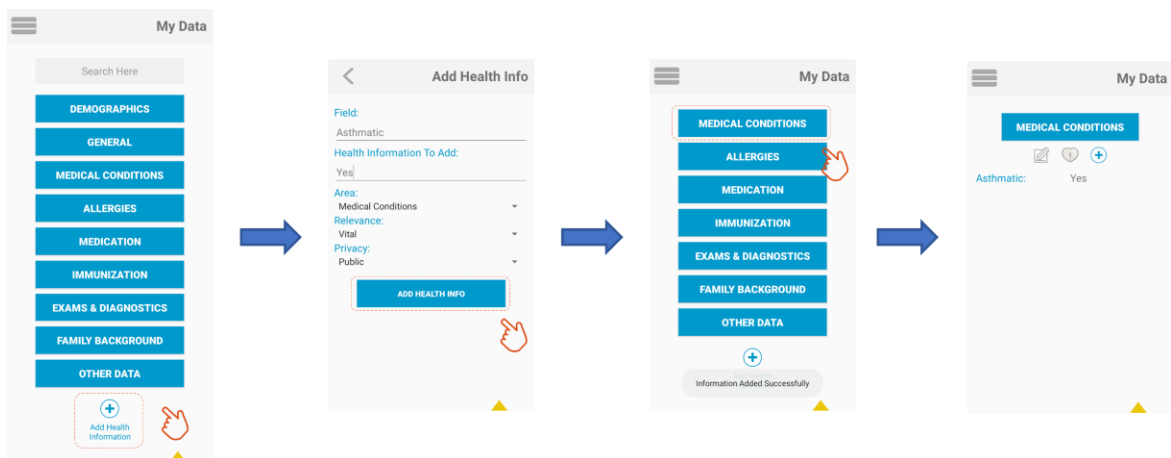 My Data
Search Here
DEMOGRAPHICS
GENERAL
MEDICAL CONDITIONS
ALLERGIES
MEDICATION
IMMUNIZATION
EXAMS & DIAGNOSTICS
FAMILY BACKGROUND
OTHER DATA
Add Health
Information
Add Health Info
Field:
Asthmatic
Health Information To Add:
Yes
Area:
Medical Conditions
Relevance:
Vital
Privacy:
Public
ADD HEALTH INFO
My Data
MEDICAL CONDITIONS
ALLERGIES
MEDICATION
IMMUNIZATION
EXAMS & DIAGNOSTICS
FAMILY BACKGROUND
OTHER DATA
Information Added Successfully
My Data
MEDICAL CONDITIONS
Asthmatic: Yes